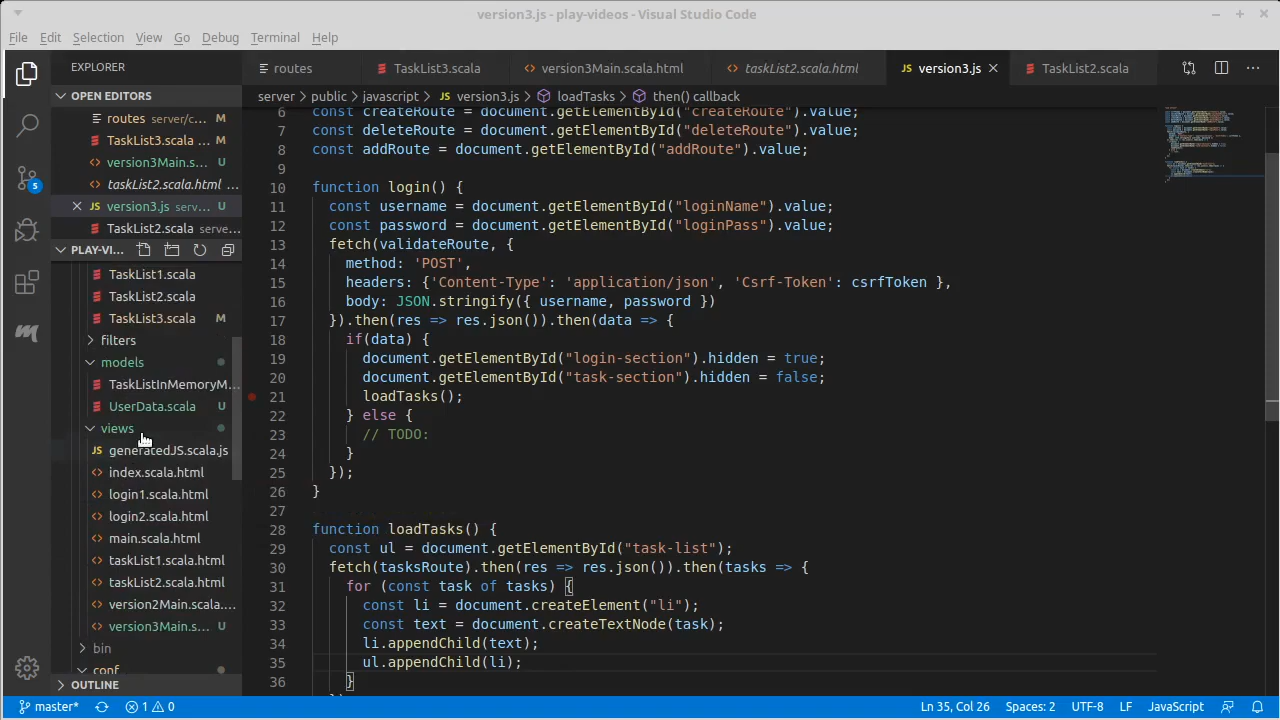 version3.js - play-videos - Visual Studio Code
File Edit Selection View Go Debug Terminal Help
EXPLORER
routes
TaskList3.scala
version3Main.scala.html
taskList2.scala.html
JS version3.js
TaskList2.scala
OPEN EDITORS
server > public > javascript > JS version3.js > loadTasks > then() callback
routes server/c... M
TaskList3.scala ... M
version3Main.s... U
taskList2.scala.html ...
JS version3.js serv... U
TaskList2.scala serve...
PLAY-VI...
TaskList1.scala
TaskList2.scala
TaskList3.scala M
filters
models
TaskListInMemoryM...
UserData.scala U
views
JS generatedJS.scala.js
index.scala.html
login1.scala.html
login2.scala.html
main.scala.html
taskList1.scala.html
taskList2.scala.html
version2Main.scala....
version3Main.s... U
bin
conf
OUTLINE
5
6 const createRoute = document.getElementById("createRoute").value;
7 const deleteRoute = document.getElementById("deleteRoute").value;
8 const addRoute = document.getElementById("addRoute").value;
9
10 function login() {
11 const username = document.getElementById("loginName").value;
12 const password = document.getElementById("loginPass").value;
13 fetch(validateRoute, {
14 method: 'POST',
15 headers: {'Content-Type': 'application/json', 'Csrf-Token': csrfToken },
16 body: JSON.stringify({ username, password })
17 }).then(res => res.json()).then(data => {
18 if(data) {
19 document.getElementById("login-section").hidden = true;
20 document.getElementById("task-section").hidden = false;
21 loadTasks();
22 } else {
23 // TODO:
24 }
25 });
26 }
27
28 function loadTasks() {
29 const ul = document.getElementById("task-list");
30 fetch(tasksRoute).then(res => res.json()).then(tasks => {
31 for (const task of tasks) {
32 const li = document.createElement("li");
33 const text = document.createTextNode(task);
34 li.appendChild(text);
35 ul.appendChild(li);
36 }
master* 1 0 Ln 35, Col 26 Spaces: 2 UTF-8 LF JavaScript